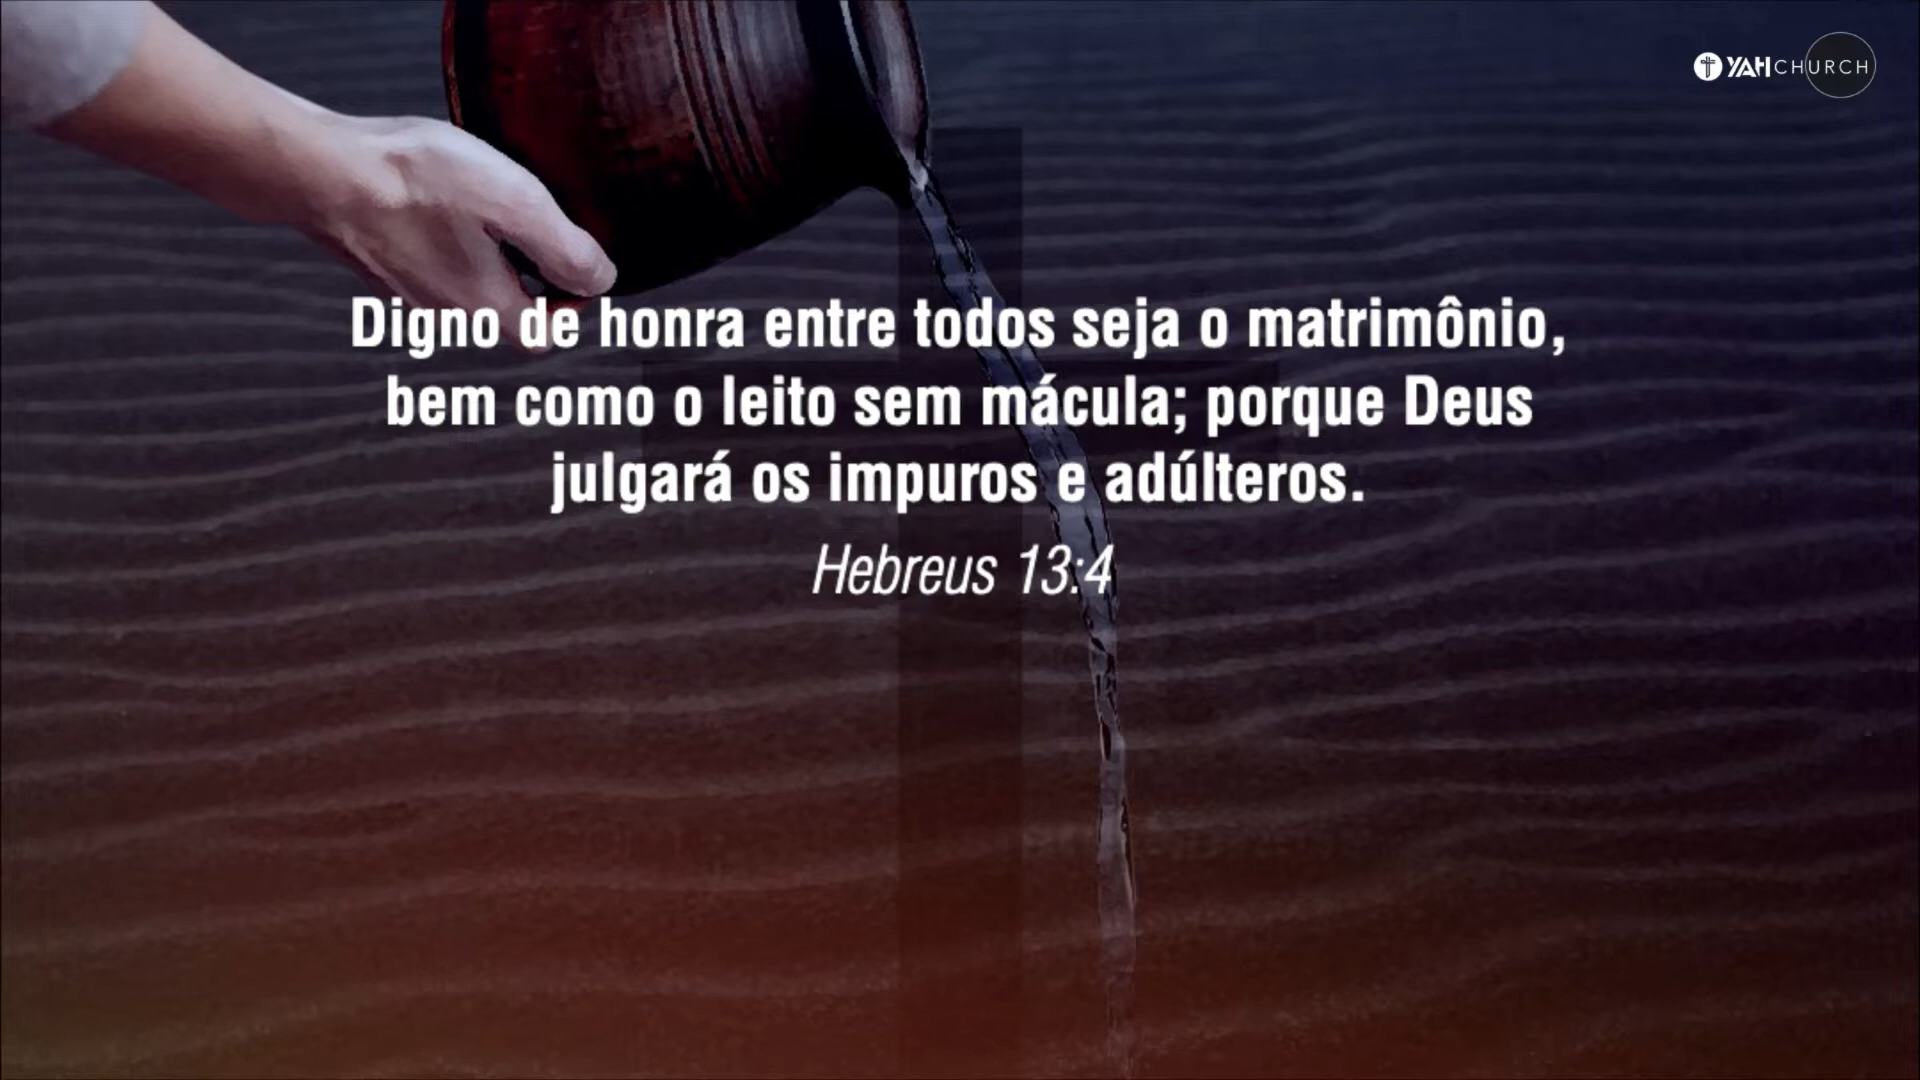 YAHCHURCH
Digno de honra entre todos seja o matrimônio,
bem como o leito sem mácula; porque Deus
julgará os impuros e adúlteros.
Hebreus 13:4